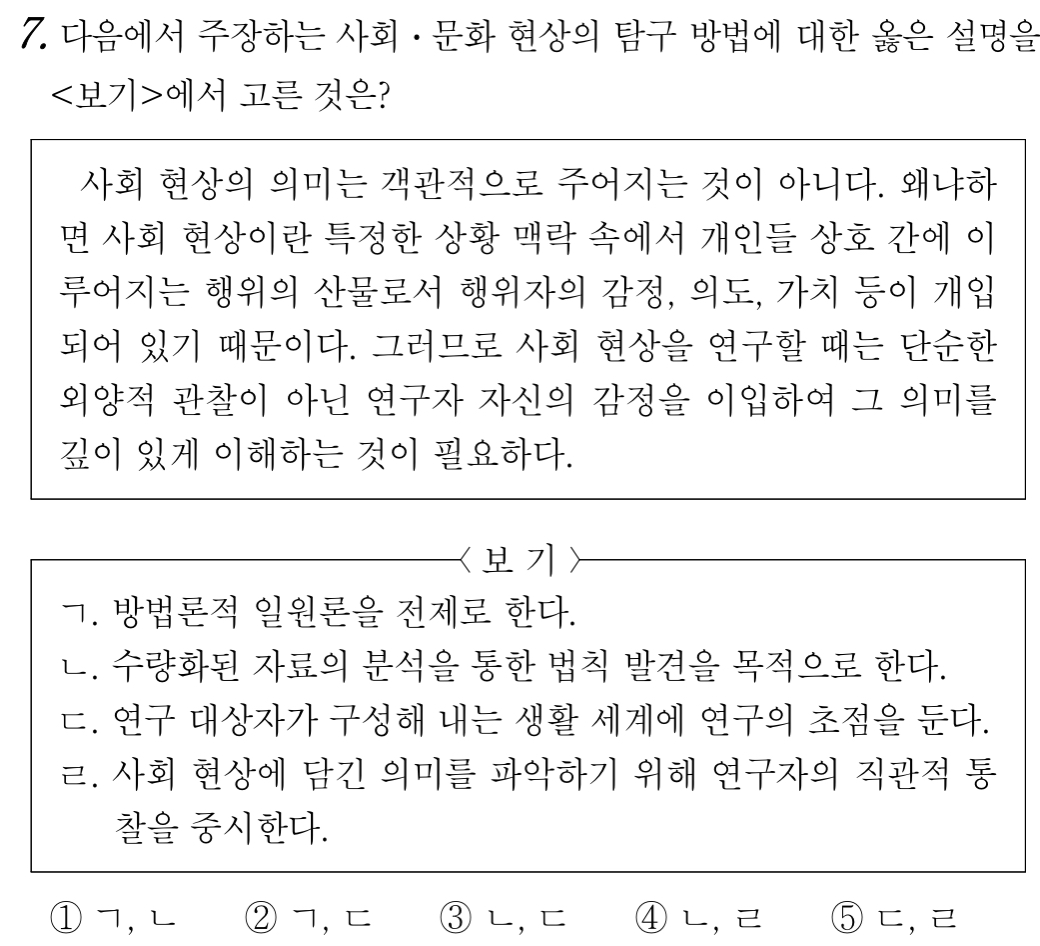 7. 다음에서 주장하는 사회·문화 현상의 탐구 방법에 대한 옳은 설명을
<보기>에서 고른 것은?
사회 현상의 의미는 객관적으로 주어지는 것이 아니다. 왜냐하
면 사회 현상이란 특정한 상황 맥락 속에서 개인들 상호 간에 이
루어지는 행위의 산물로서 행위자의 감정, 의도, 가치 등이 개입
되어 있기 때문이다. 그러므로 사회 현상을 연구할 때는 단순한
외양적 관찰이 아닌 연구자 자신의 감정을 이입하여 그 의미를
깊이 있게 이해하는 것이 필요하다.
〈보 기〉
ㄱ. 방법론적 일원론을 전제로 한다.
ㄴ. 수량화된 자료의 분석을 통한 법칙 발견을 목적으로 한다.
ㄷ. 연구 대상자가 구성해 내는 생활 세계에 연구의 초점을 둔다.
ㄹ. 사회 현상에 담긴 의미를 파악하기 위해 연구자의 직관적 통
찰을 중시한다.
① ㄱ, ㄴ ② ㄱ, ㄷ ③ ㄴ, ㄷ ④ ㄴ, ㄹ ⑤ ㄷ, ㄹ